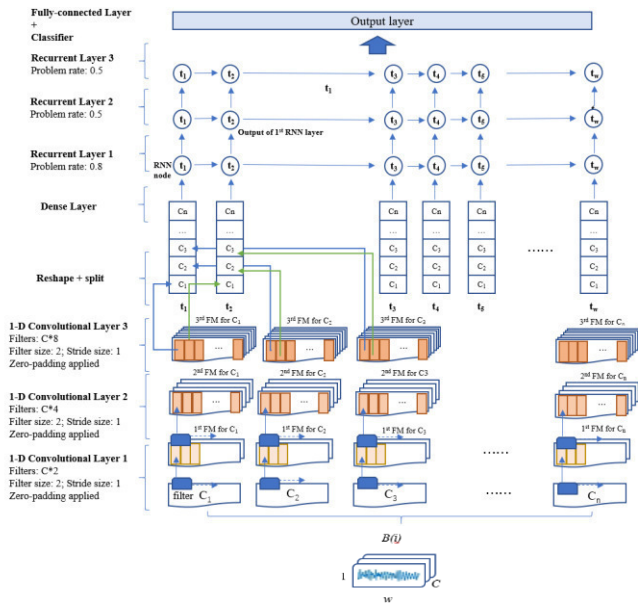 Fully-connected Layer
+
Classifier
Output layer
Recurrent Layer 3
Problem rate: 0.5
t1 t2 t3 t4 t5 tw
t1
Recurrent Layer 2
Problem rate: 0.5
t1 t2 t3 t4 t5 tw
Output of 1st RNN layer
Recurrent Layer 1
Problem rate: 0.8
RNN
node
t1 t2 t3 t4 t5 tw
Dense Layer
Cn Cn Cn Cn Cn Cn
... ... ... ... ... ...
C3 C3 C3 C3 C3 C3
......
Reshape + split
C2 C2 C2 C2 C2 C2
C1 C1 C1 C1 C1 C1
t1 t2 t3 t4 t5 tw
3rd FM for C1 3rd FM for C2 3rd FM for C3 3rd FM for Cn
1-D Convolutional Layer 3
Filters: C*8
Filter size: 2; Stride size: 1
Zero-padding applied
... ... ... ...
2nd FM for C1 2nd FM for C2 2nd FM for C3 2nd FM for Cn
1-D Convolutional Layer 2
Filters: C*4
Filter size: 2; Stride size: 1
Zero-padding applied
... ... ... ...
1st FM for C1 1st FM for C2 1st FM for C3 1st FM for Cn
1-D Convolutional Layer 1
Filters: C*2
Filter size: 2; Stride size: 1
Zero-padding applied
......
filter C1 C2 C3 ...... Cn
B(i)
1 C
w